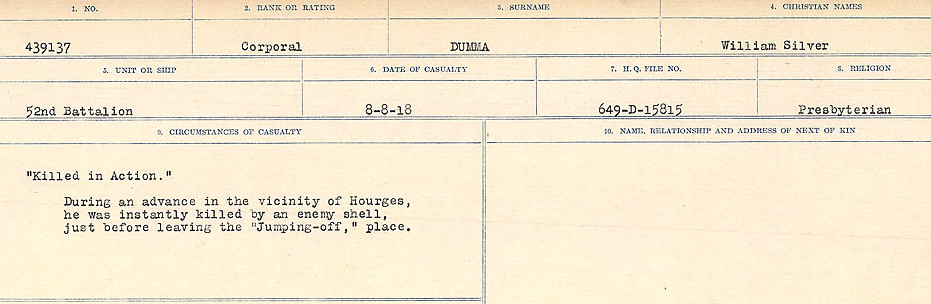 1. NO. 2. RANK OR RATING 3. SURNAME 4. CHRISTIAN NAMES
439137 Corporal DUMMA William Silver
5. UNIT OR SHIP 6. DATE OF CASUALTY 7. H. Q. FILE NO. 8. RELIGION
52nd Battalion 8-8-18 649-D-15815 Presbyterian
9. CIRCUMSTANCES OF CASUALTY 10. NAME, RELATIONSHIP AND ADDRESS OF NEXT OF KIN
"Killed in Action."
During an advance in the vicinity of Hourges,
he was instantly killed by an enemy shell,
just before leaving the "Jumping-off," place.